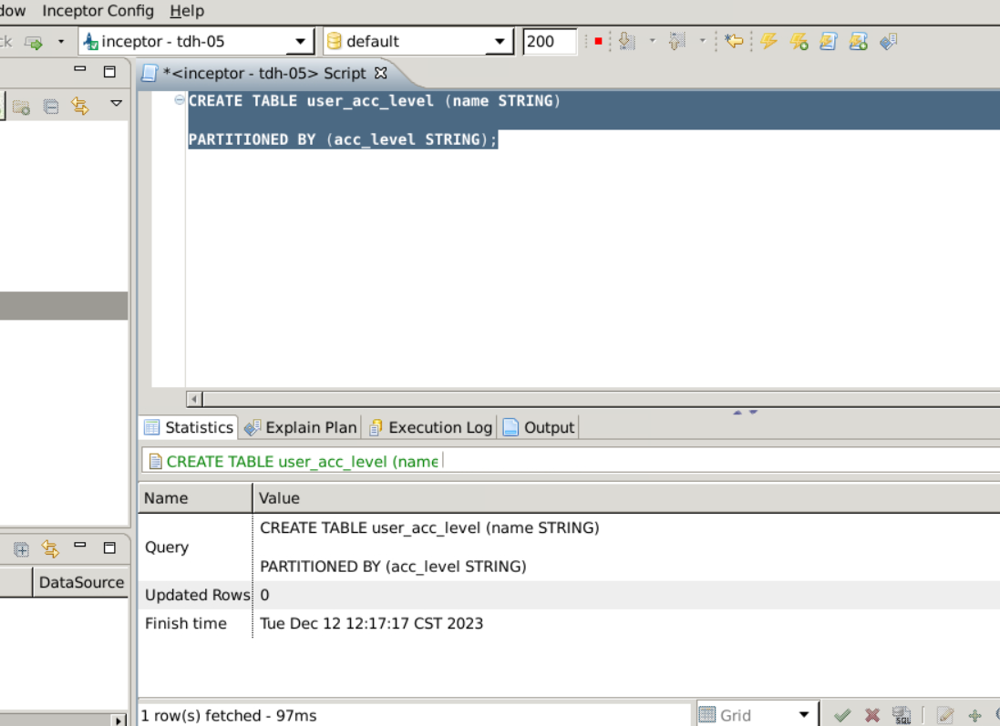 dow Inceptor Config Help
ck inceptor - tdh-05 default 200
*<inceptor - tdh-05> Script
CREATE TABLE user_acc_level (name STRING)
PARTITIONED BY (acc_level STRING);
Statistics Explain Plan Execution Log Output
CREATE TABLE user_acc_level (name
Name Value
Query
CREATE TABLE user_acc_level (name STRING)
PARTITIONED BY (acc_level STRING)
DataSource
Updated Rows 0
Finish time Tue Dec 12 12:17:17 CST 2023
1 row(s) fetched - 97ms
Grid
SQL